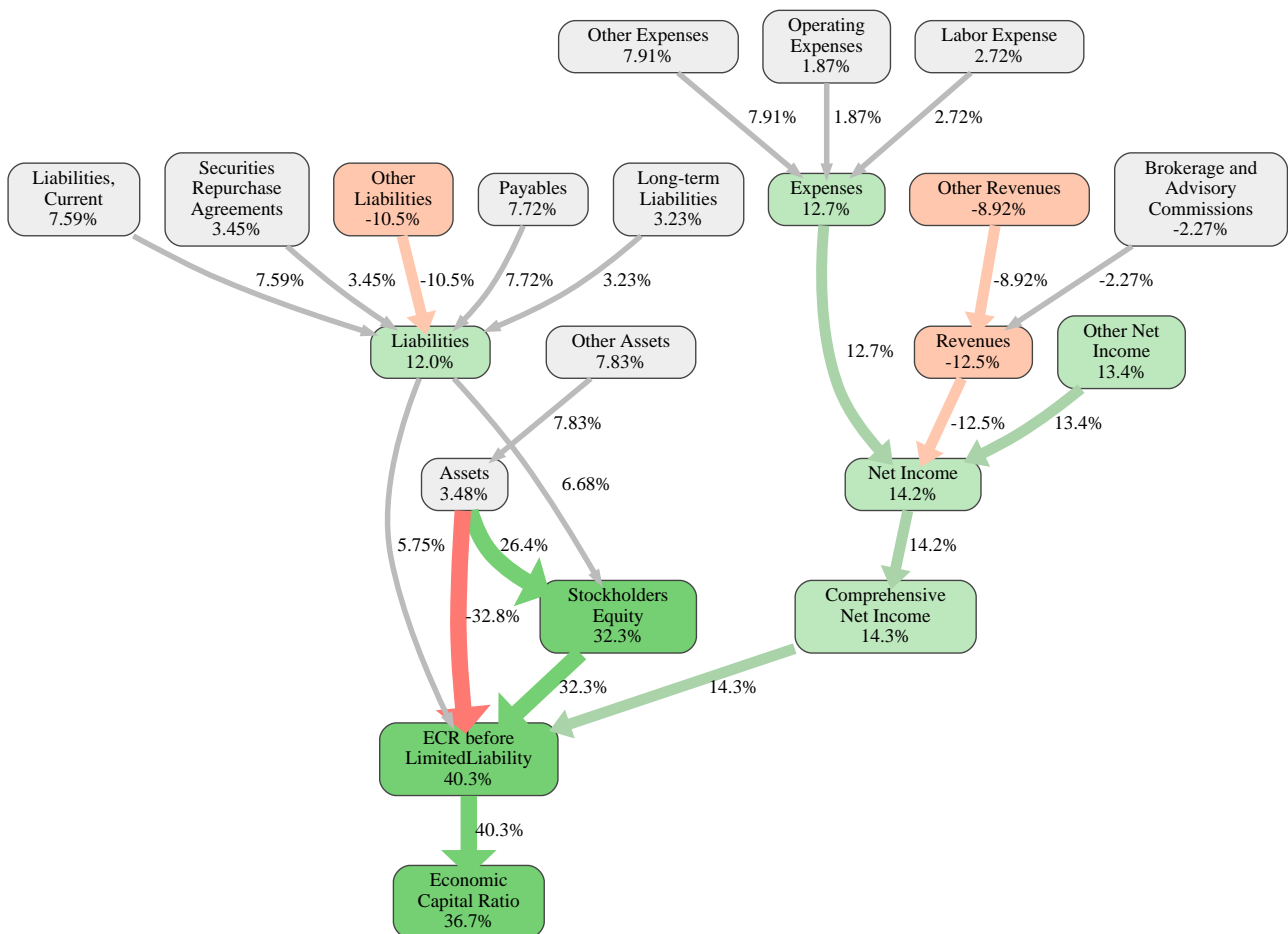 Other Expenses
7.91%
Operating
Expenses
1.87%
Labor Expense
2.72%
7.91%
1.87%
2.72%
Liabilities,
Current
7.59%
Securities
Repurchase
Agreements
3.45%
Other
Liabilities
-10.5%
Payables
7.72%
Long-term
Liabilities
3.23%
Expenses
12.7%
Other Revenues
-8.92%
Brokerage and
Advisory
Commissions
-2.27%
7.59%
3.45%
-10.5%
7.72%
3.23%
-8.92%
-2.27%
Liabilities
12.0%
Other Assets
7.83%
12.7%
Revenues
-12.5%
Other Net
Income
13.4%
7.83%
-12.5%
13.4%
Assets
3.48%
6.68%
Net Income
14.2%
5.75%
26.4%
14.2%
-32.8%
Stockholders
Equity
32.3%
Comprehensive
Net Income
14.3%
32.3%
14.3%
ECR before
LimitedLiability
40.3%
40.3%
Economic
Capital Ratio
36.7%